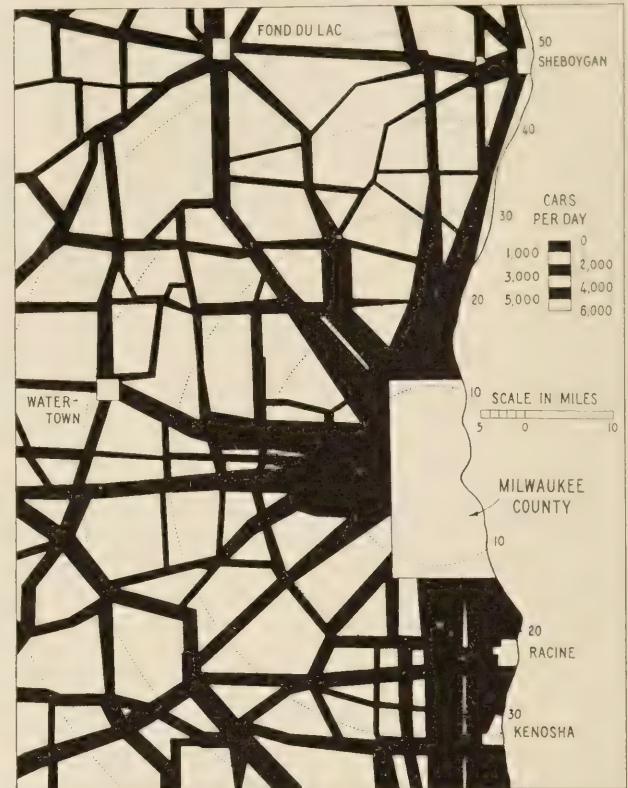 FOND DU LAC
50
SHEBOYGAN
40
30
CARS
PER DAY
0
1,000
2,000
3,000
4,000
5,000
6,000
20
10
SCALE IN MILES
5 0 10
WATER-
TOWN
MILWAUKEE
COUNTY
10
20
RACINE
30
KENOSHA